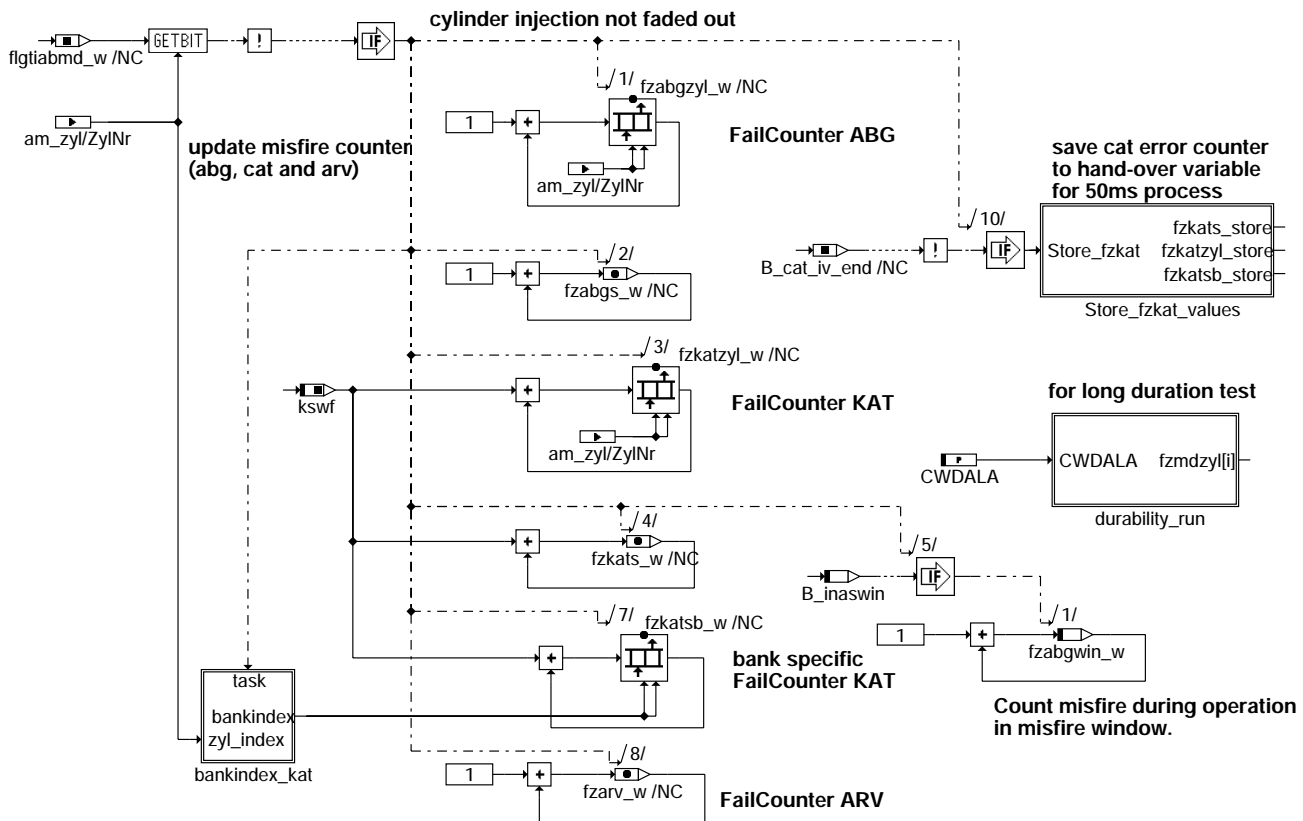 cylinder injection not faded out
GETBIT
!
IF
flgtiabmd_w /NC
/1/
fzabgzyl_w /NC
1
+
FailCounter ABG
am_zyl/ZylNr
update misfire counter
(abg, cat and arv)
am_zyl/ZylNr
save cat error counter
to hand-over variable
for 50ms process
/10/
fzkats_store
Store_fzkat
fzkatzyl_store
fzkatsb_store
B_cat_iv_end /NC
!
IF
Store_fzkat_values
/2/
1
+
fzabgs_w /NC
/3/
fzkatzyl_w /NC
kswf
+
FailCounter KAT
am_zyl/ZylNr
for long duration test
CWDALA
P
CWDALA
fzmdzyl[i]
durability_run
/4/
+
fzkats_w /NC
/5/
IF
B_inaswin
/7/
fzkatsb_w /NC
+
bank specific
FailCounter KAT
/1/
1
+
fzabgwin_w
Count misfire during operation
in misfire window.
task
bankindex
zyl_index
bankindex_kat
/8/
1
+
fzarv_w /NC
FailCounter ARV